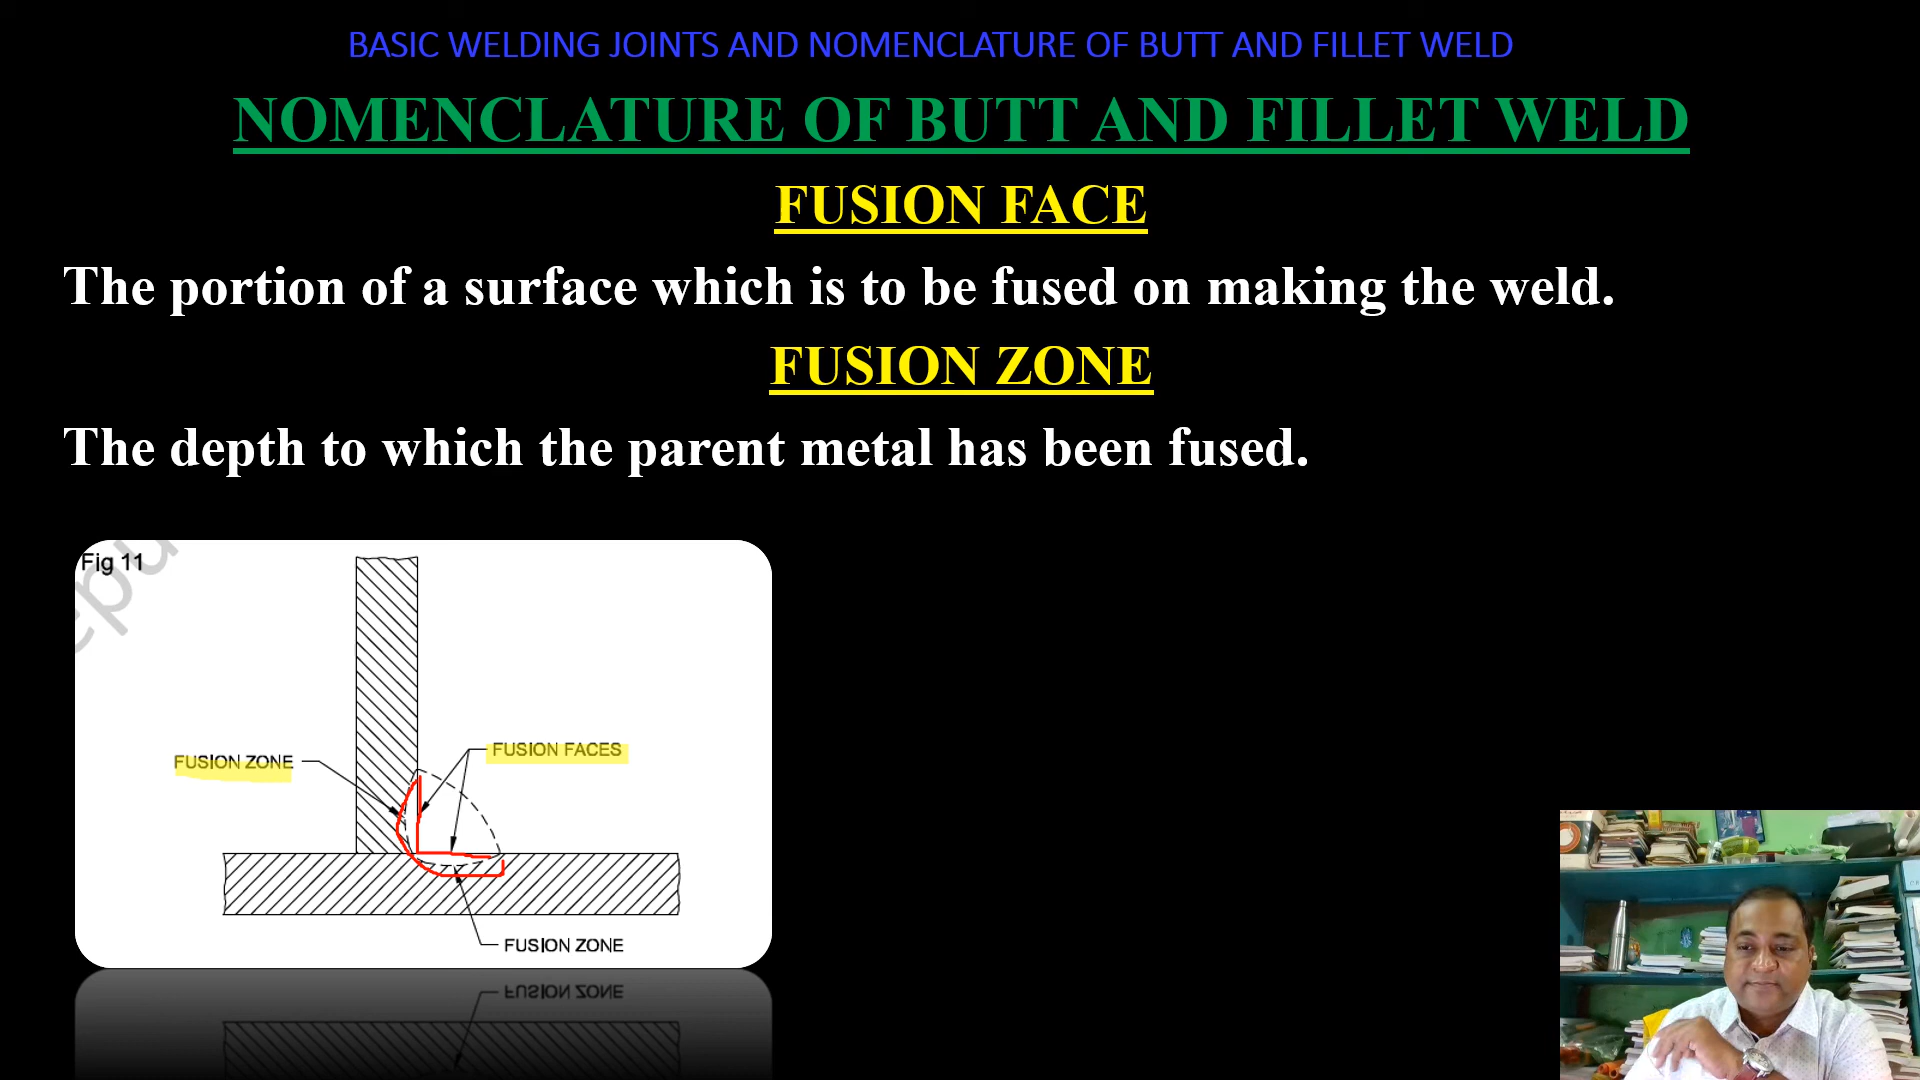 BASIC WELDING JOINTS AND NOMENCLATURE OF BUTT AND FILLET WELD
NOMENCLATURE OF BUTT AND FILLET WELD
FUSION FACE
The portion of a surface which is to be fused on making the weld.
FUSION ZONE
The depth to which the parent metal has been fused.
Fig 11
epu
FUSION FACES
FUSION ZONE
FUSION ZONE